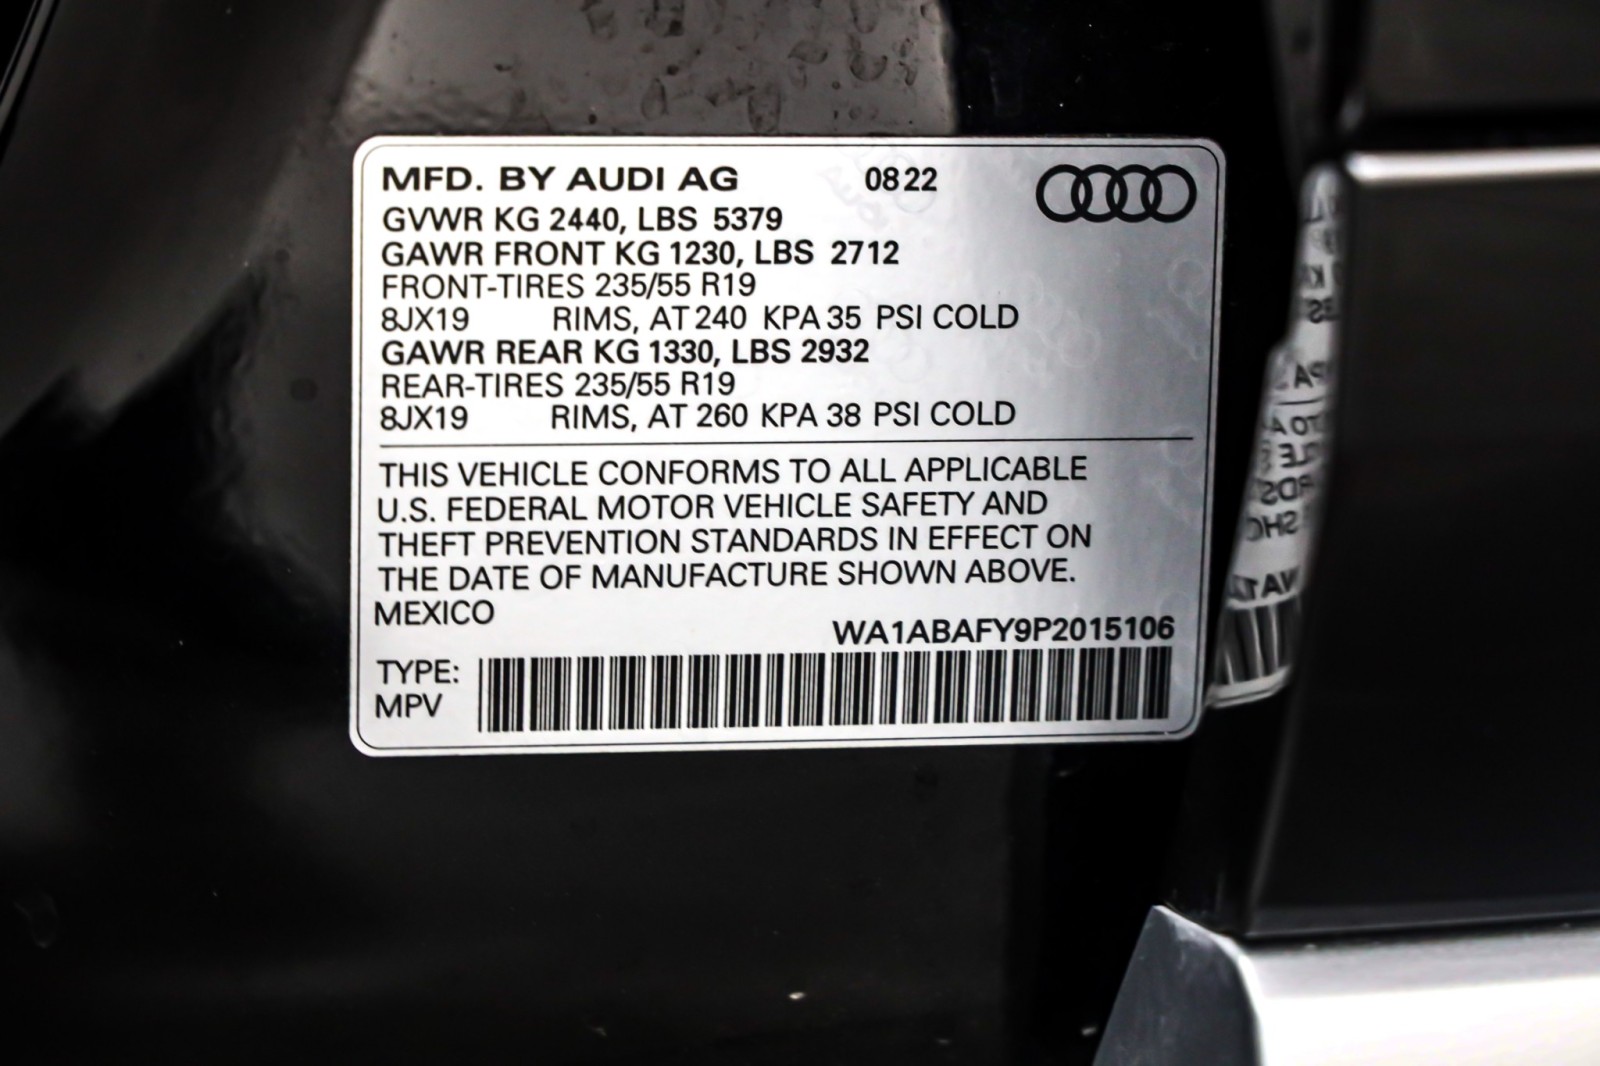 MFD. BY AUDI AG 0822
GVWR KG 2440, LBS 5379
GAWR FRONT KG 1230, LBS 2712
FRONT-TIRES 235/55 R19
8JX19 RIMS, AT 240 KPA 35 PSI COLD
GAWR REAR KG 1330, LBS 2932
REAR-TIRES 235/55 R19
8JX19 RIMS, AT 260 KPA 38 PSI COLD
THIS VEHICLE CONFORMS TO ALL APPLICABLE
U.S. FEDERAL MOTOR VEHICLE SAFETY AND
THEFT PREVENTION STANDARDS IN EFFECT ON
THE DATE OF MANUFACTURE SHOWN ABOVE.
MEXICO
WA1ABAFY9P2015106
TYPE:
MPV